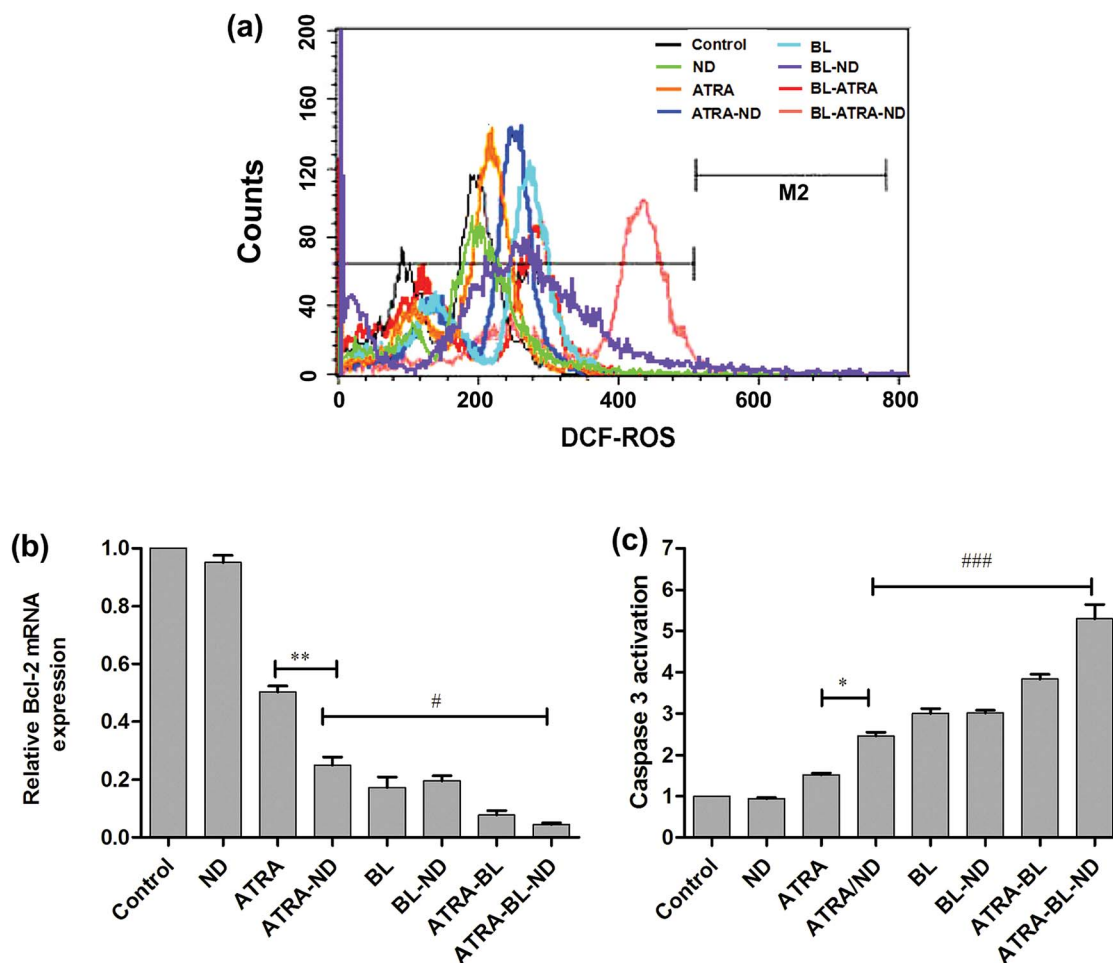 (a)
200
160
120
80
40
0
Counts
Control
ND
ATRA
ATRA-ND
BL
BL-ND
BL-ATRA
BL-ATRA-ND
M2
0 200 400 600 800
DCF-ROS
(b)
1.0
0.8
0.6
0.4
0.2
0.0
Relative Bcl-2 mRNA
expression
**
#
Control
ND
ATRA
ATRA-ND
BL
BL-ND
ATRA-BL
ATRA-BL-ND
(c)
7
6
5
4
3
2
1
0
Caspase 3 activation
*
###
Control
ND
ATRA
ATRA/ND
BL
BL-ND
ATRA-BL
ATRA-BL-ND